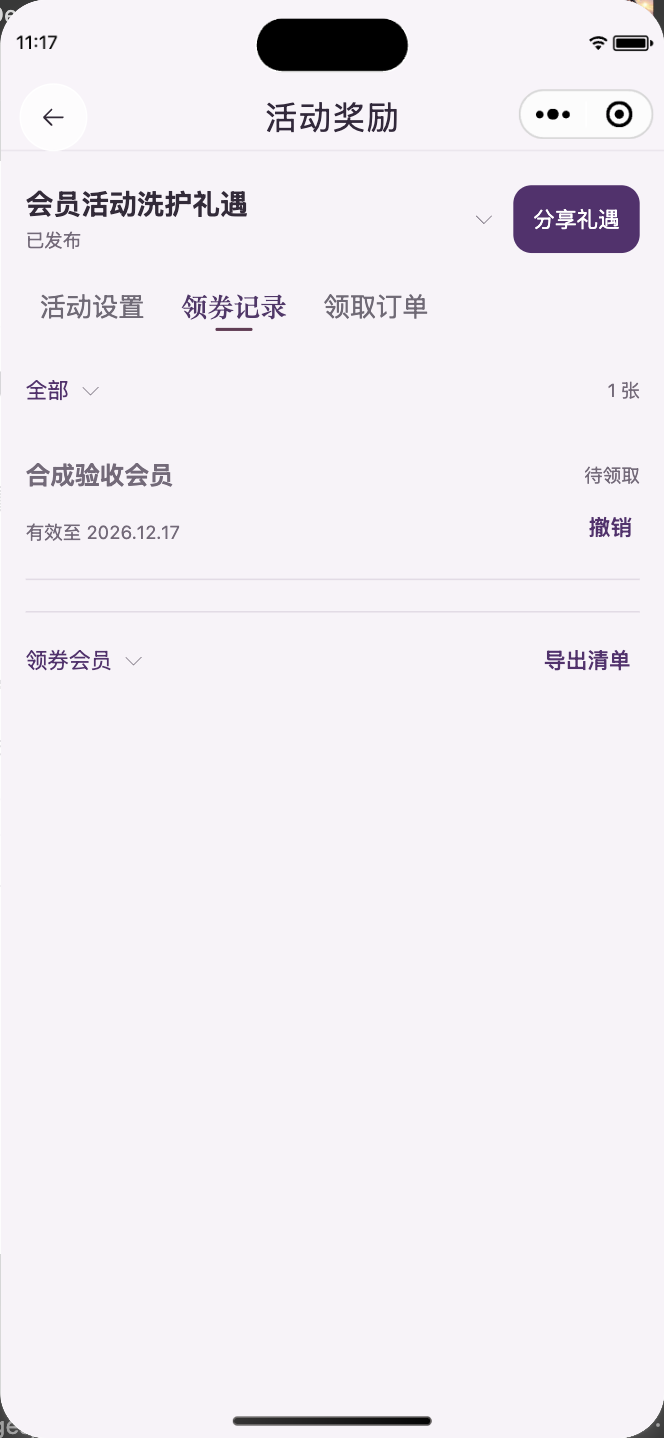 11:17
活动奖励
会员活动洗护礼遇
已发布
分享礼遇
活动设置 领券记录 领取订单
全部 1 张
合成验收会员 待领取
有效至 2026.12.17 撤销
领券会员 导出清单